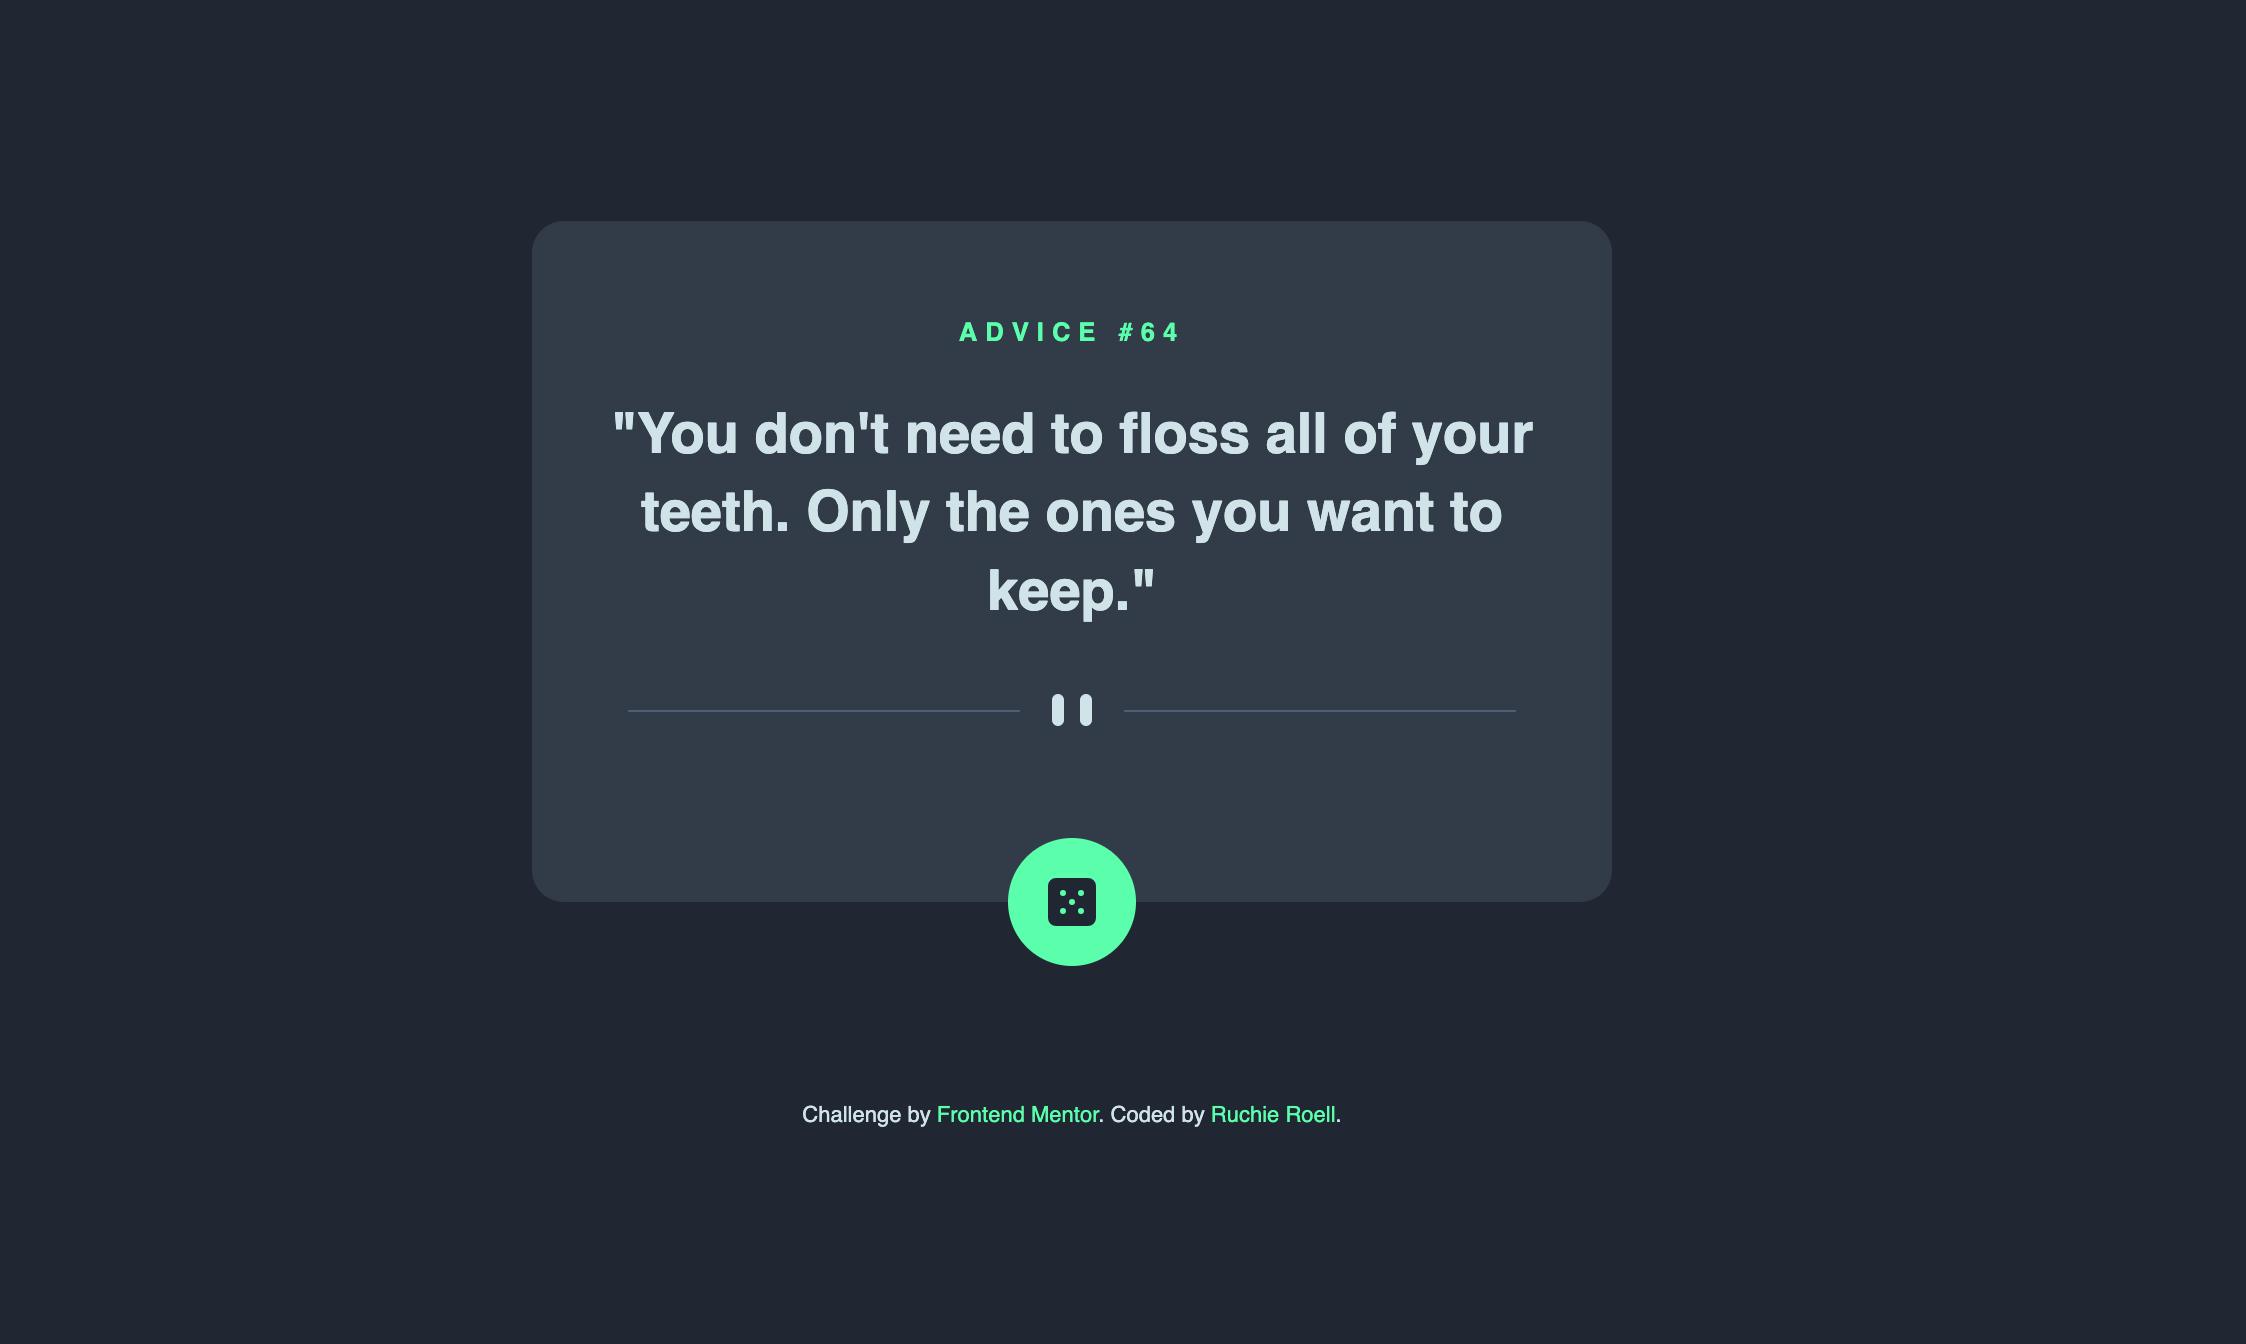 ADVICE #64
"You don't need to floss all of your
teeth. Only the ones you want to
keep."
Challenge by Frontend Mentor. Coded by Ruchie Roell.